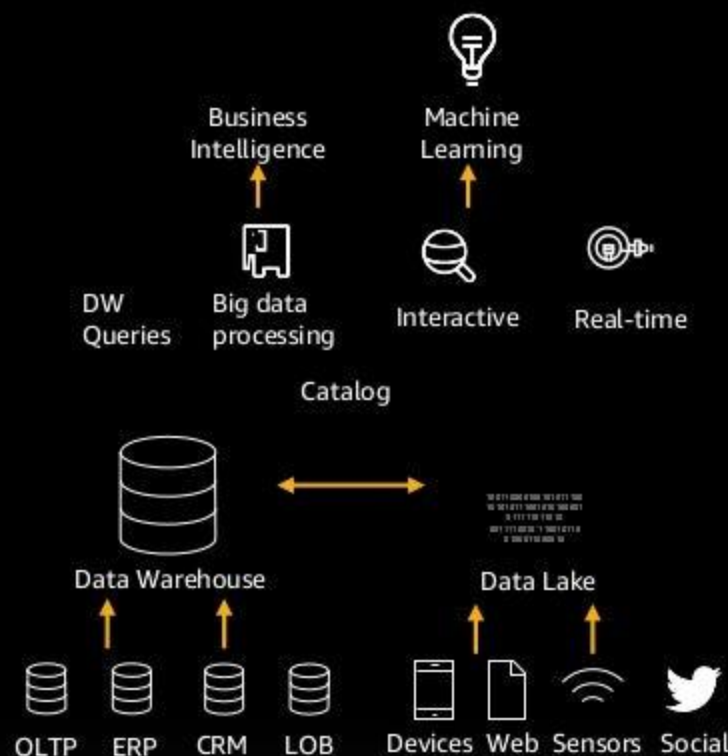 Business
Intelligence
Machine
Learning
DW
Queries
Big data
processing
Interactive
Real-time
Catalog
Data Warehouse
Data Lake
OLTP
ERP
CRM
LOB
Devices
Web
Sensors
Social